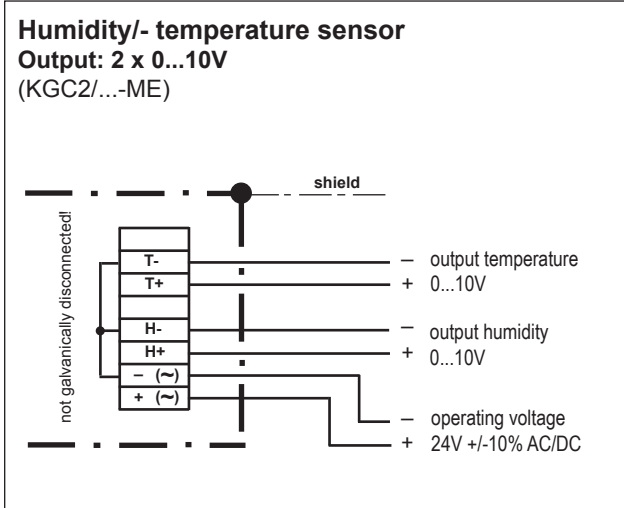 Humidity/- temperature sensor
Output: 2 x 0...10V
(KGC2/...-ME)
shield
not galvanically disconnected!
T-
T+
H-
H+
– (~)
+ (~)
– output temperature
+ 0...10V
– output humidity
+ 0...10V
– operating voltage
+ 24V +/-10% AC/DC